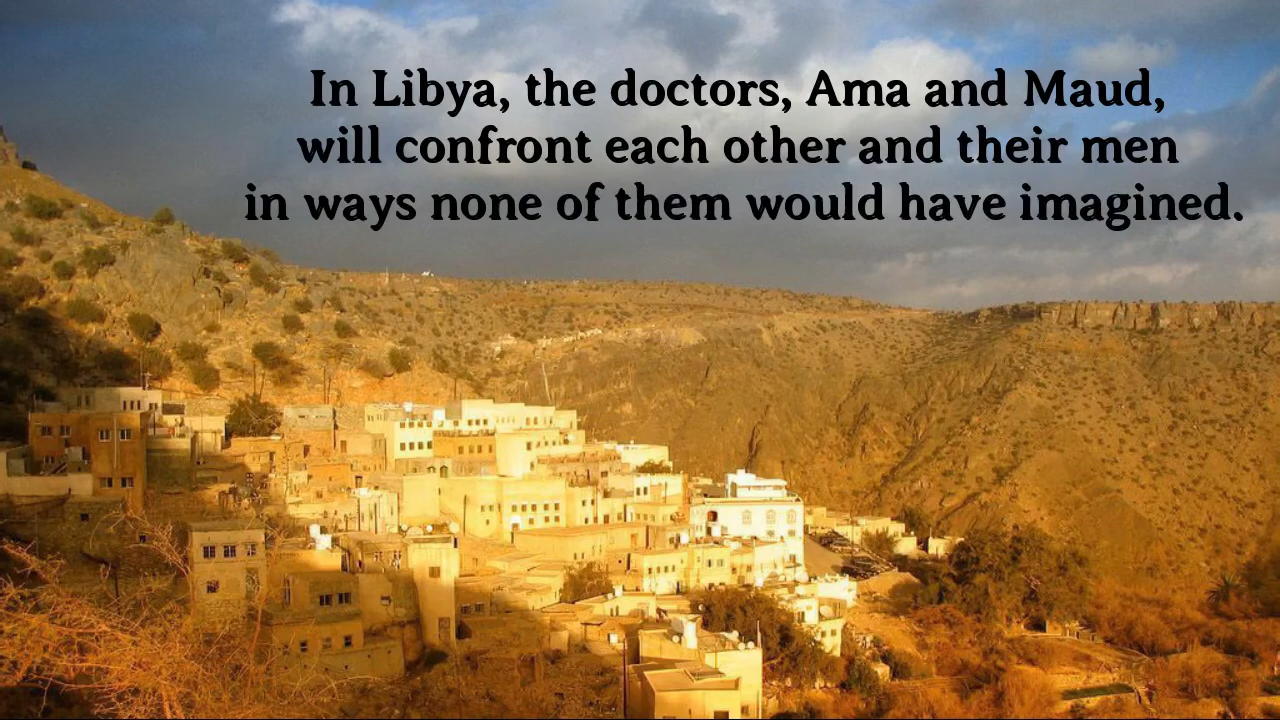 In Libya, the doctors, Ama and Maud,
will confront each other and their men
in ways none of them would have imagined.